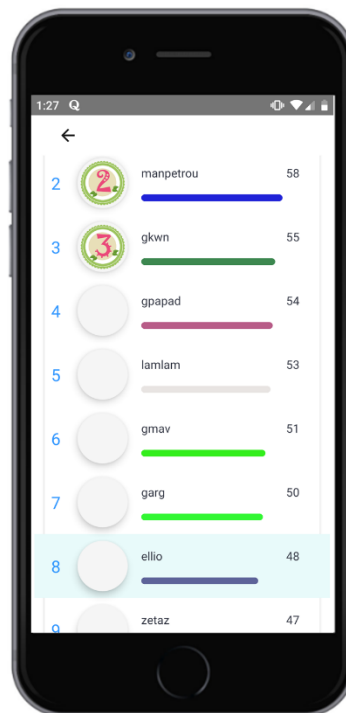 1:27 Q
2 2 manpetrou 58
3 3 gkwn 55
4 gpapad 54
5 lamlam 53
6 gmav 51
7 garg 50
8 ellio 48
9 zetaz 47